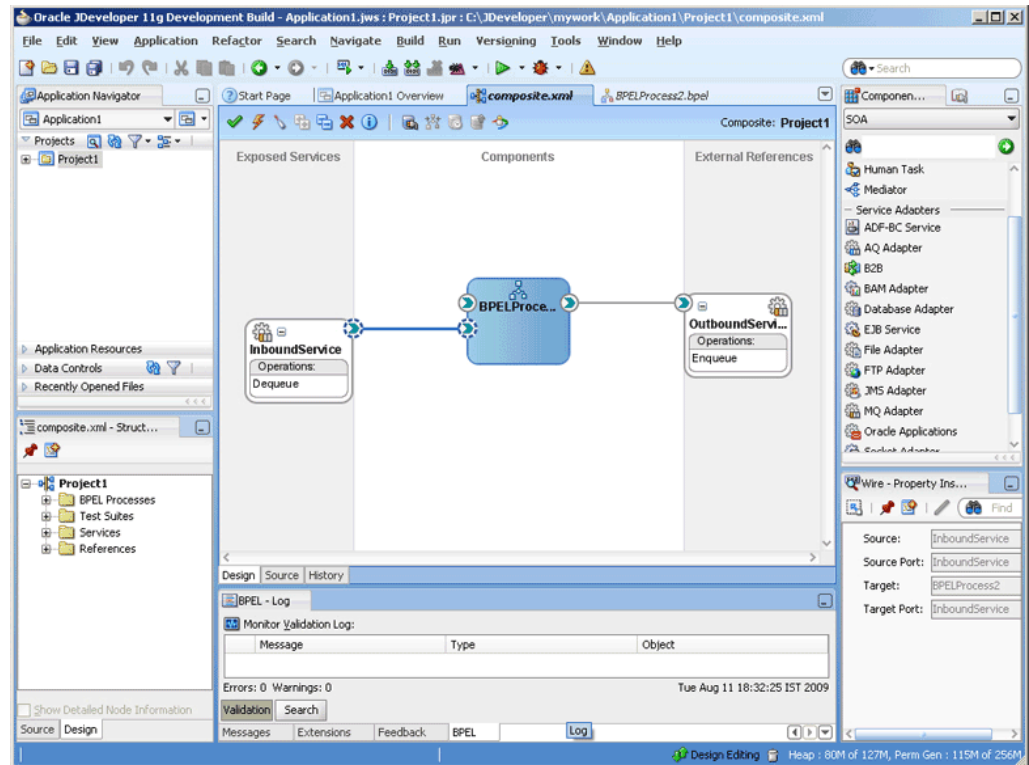 Oracle JDeveloper 11g Development Build - Application1.jws : Project1.jpr : C:\JDeveloper\mywork\Application1\Project1\composite.xml
File Edit View Application Refactor Search Navigate Build Run Versioning Tools Window Help
Search
Application Navigator
Application1
Projects
Project1
Application Resources
Data Controls
Recently Opened Files
composite.xml - Struct...
Project1
BPEL Processes
Test Suites
Services
References
Show Detailed Node Information
Source Design
Start Page Application1 Overview composite.xml BPELProcess2.bpel
Composite: Project1
Exposed Services Components External References
BPELProce...
InboundService
Operations:
Dequeue
OutboundServi...
Operations:
Enqueue
Design Source History
BPEL - Log
Monitor Validation Log:
Message Type Object
Errors: 0 Warnings: 0 Tue Aug 11 18:32:25 IST 2009
Validation Search
Messages Extensions Feedback BPEL Log
Componen...
SOA
Human Task
Mediator
Service Adapters
ADF-BC Service
AQ Adapter
B2B
BAM Adapter
Database Adapter
EJB Service
File Adapter
FTP Adapter
JMS Adapter
MQ Adapter
Oracle Applications
Socket Adapter
Wire - Property Ins...
Find
Source: InboundService
Source Port: InboundService
Target: BPELProcess2
Target Port: InboundService
Design Editing Heap : 80M of 127M, Perm Gen : 115M of 256M